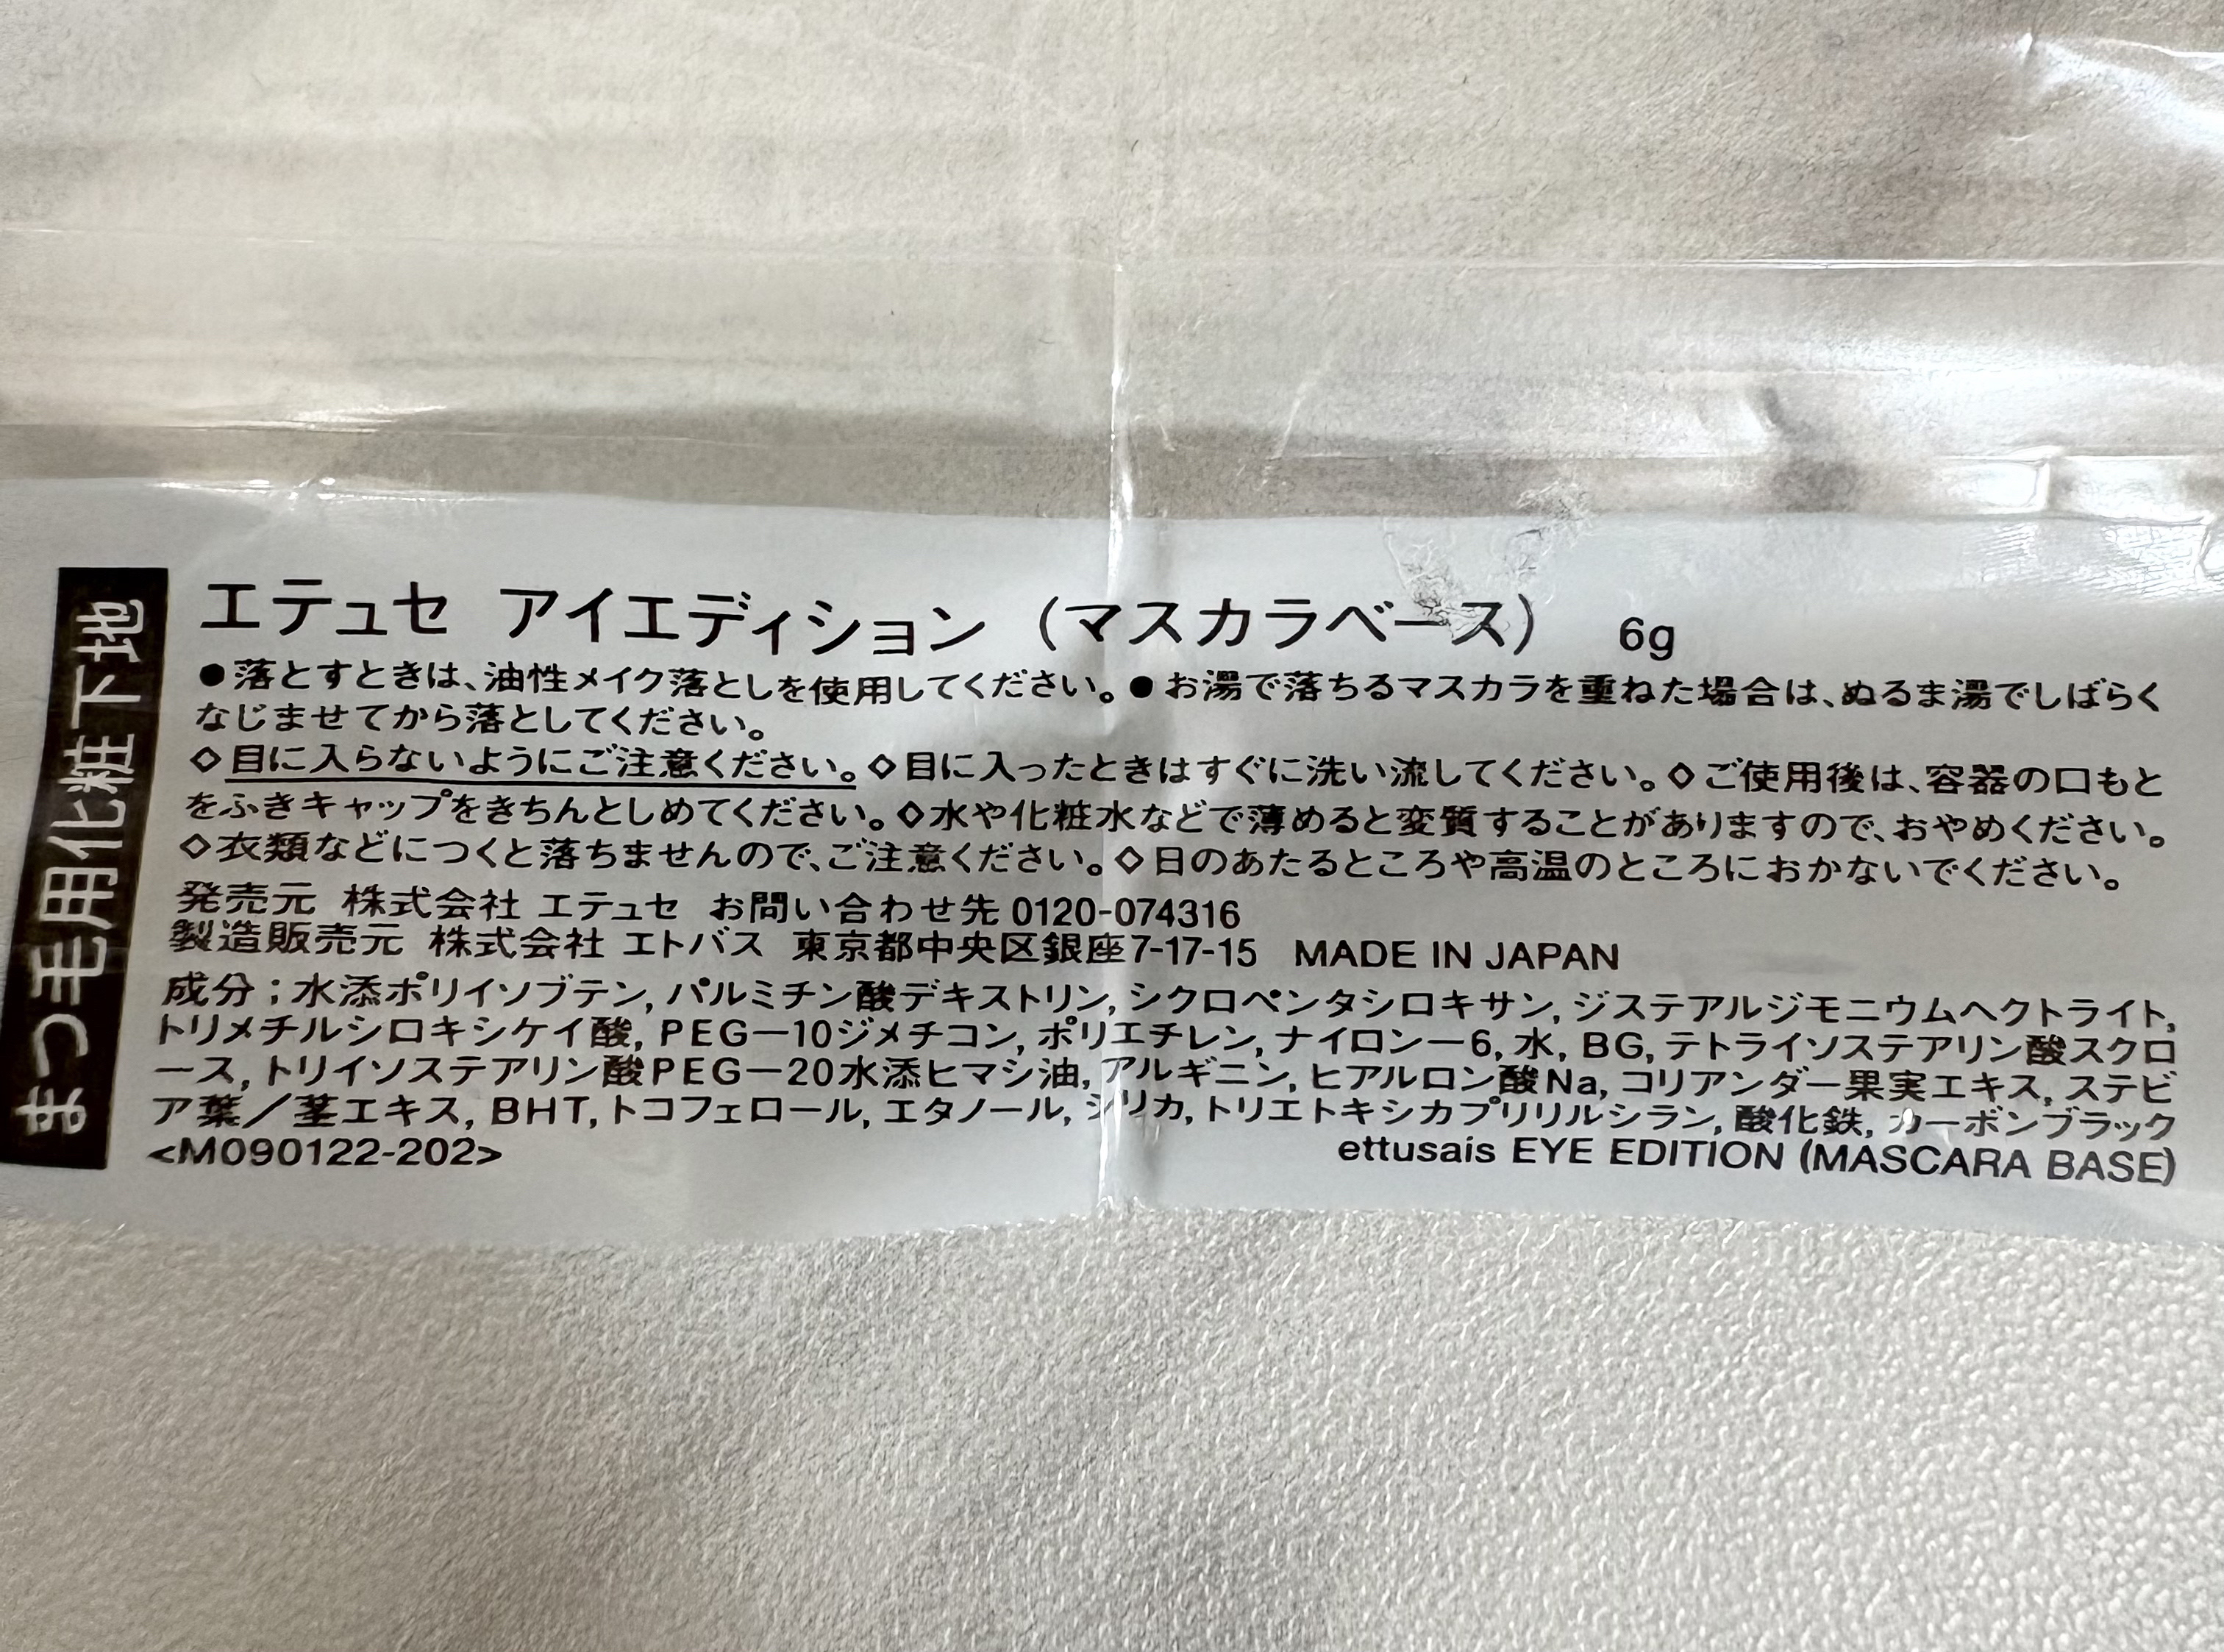 まつ毛用化粧下地
エテュセ アイエディション（マスカラベース） 6g
●落とすときは、油性メイク落としを使用してください。●お湯で落ちるマスカラを重ねた場合は、ぬるま湯でしばらく
なじませてから落としてください。
◇目に入らないようにご注意ください。◇目に入ったときはすぐに洗い流してください。◇ご使用後は、容器の口もと
をふきキャップをきちんとしめてください。◇水や化粧水などで薄めると変質することがありますので、おやめください。
◇衣類などにつくと落ちませんので、ご注意ください。◇日のあたるところや高温のところにおかないでください。
発売元 株式会社 エテュセ お問い合わせ先 0120-074316
製造販売元 株式会社 エトバス 東京都中央区銀座7-17-15 MADE IN JAPAN
成分；水添ポリイソブテン, パルミチン酸デキストリン, シクロペンタシロキサン, ジステアルジモニウムヘクトライト,
トリメチルシロキシケイ酸, PEG－10ジメチコン, ポリエチレン, ナイロン－6, 水, BG, テトライソステアリン酸スクロ
ース, トリイソステアリン酸PEG－20水添ヒマシ油, アルギニン, ヒアルロン酸Na, コリアンダー果実エキス, ステビ
ア葉／茎エキス, BHT, トコフェロール, エタノール, シリカ, トリエトキシカプリリルシラン, 酸化鉄, カーボンブラック
<M090122-202> ettusais EYE EDITION (MASCARA BASE)